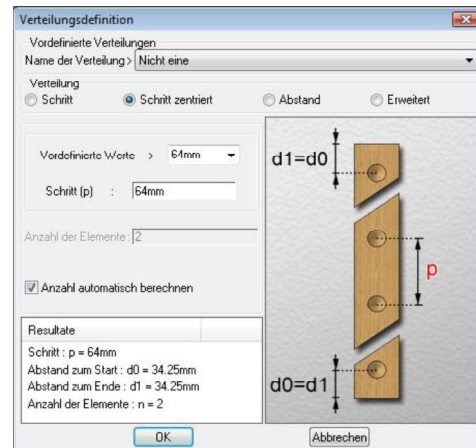 Verteilungsdefinition
Vordefinierte Verteilungen
Name der Verteilung > Nicht eine
Verteilung
Schritt
Schritt zentriert
Abstand
Erweitert
Vordefinierte Werte > 64mm
Schritt (p) : 64mm
Anzahl der Elemente : 2
Anzahl automatisch berechnen
Resultate
Schritt : p = 64mm
Abstand zum Start : d0 = 34.25mm
Abstand zum Ende : d1 = 34.25mm
Anzahl der Elemente : n = 2
d1=d0
p
d0=d1
OK
Abbrechen